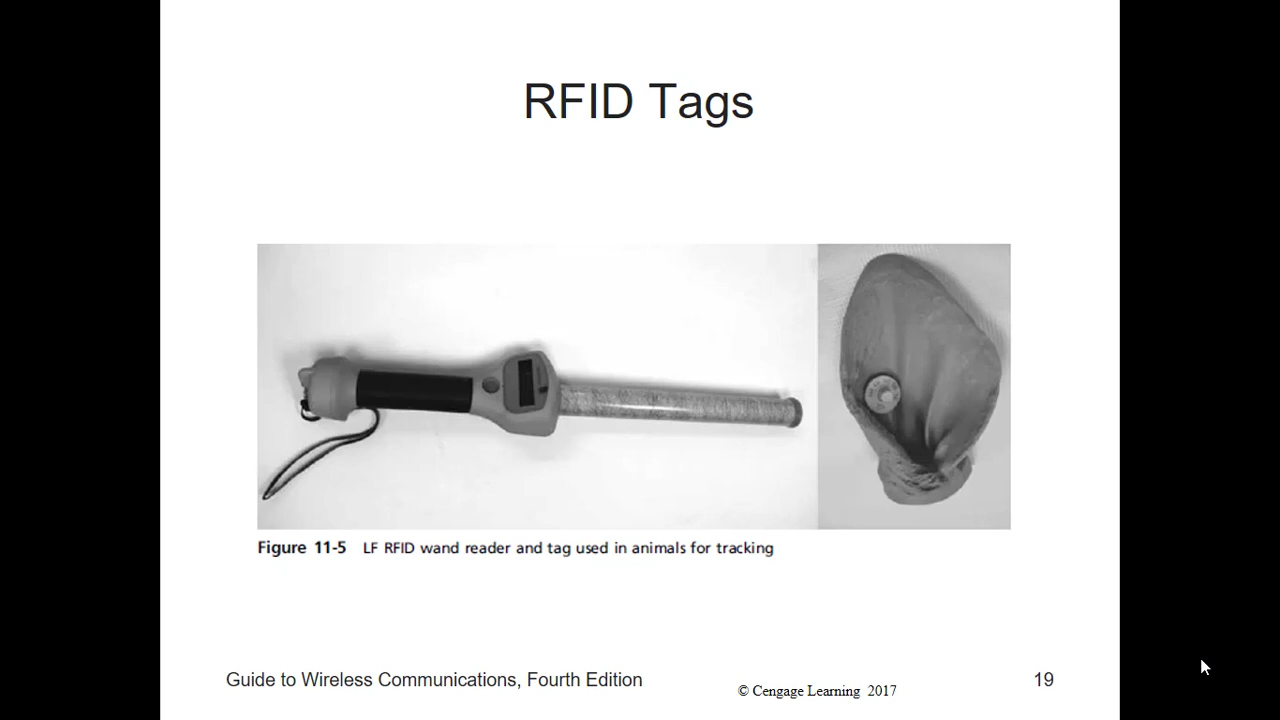 RFID Tags
Figure 11-5 LF RFID wand reader and tag used in animals for tracking
Guide to Wireless Communications, Fourth Edition
© Cengage Learning 2017
19